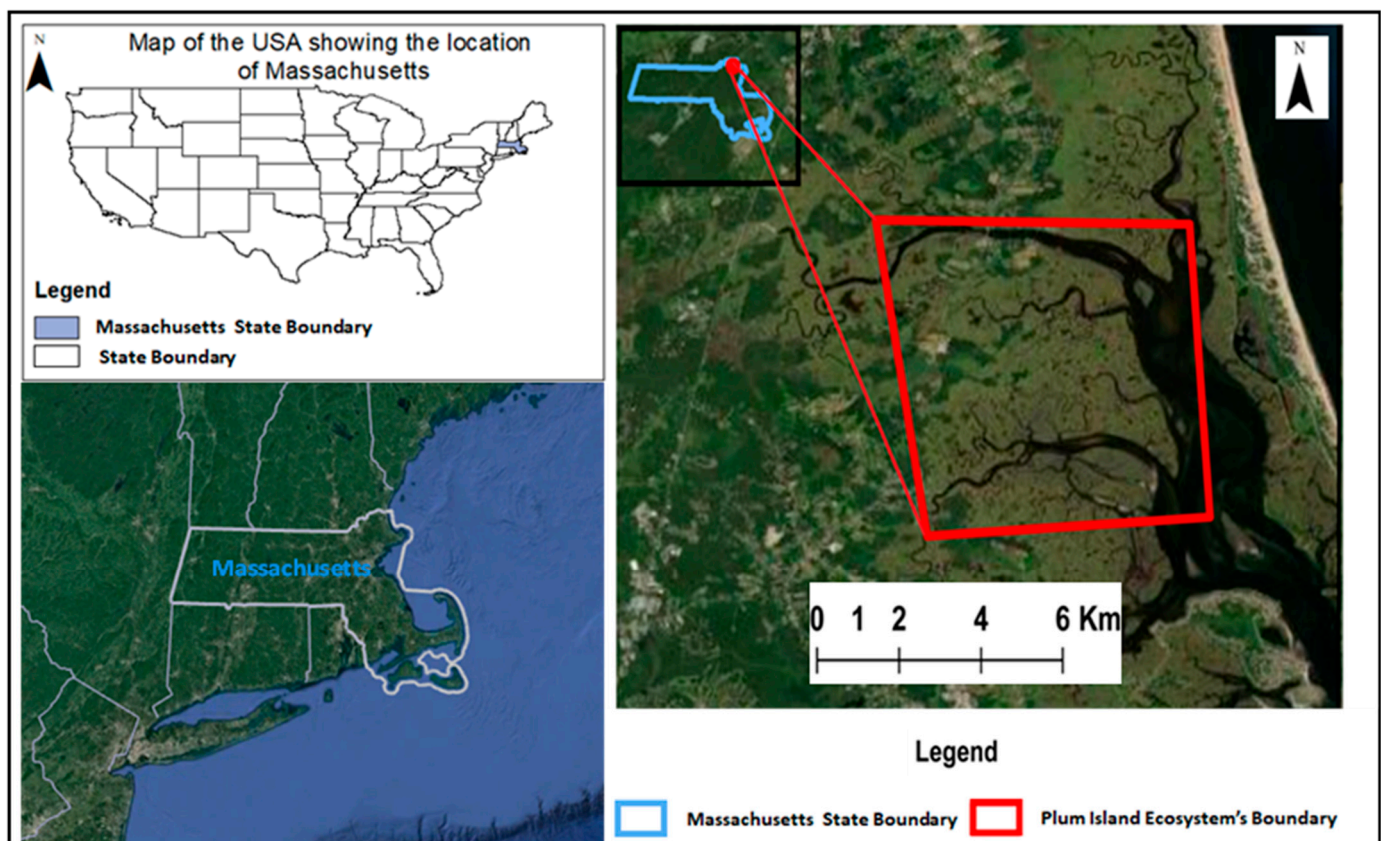 N
Map of the USA showing the location
of Massachusetts
Legend
Massachusetts State Boundary
State Boundary
Massachusetts
N
0 1 2 4 6 Km
Legend
Massachusetts State Boundary
Plum Island Ecosystem's Boundary